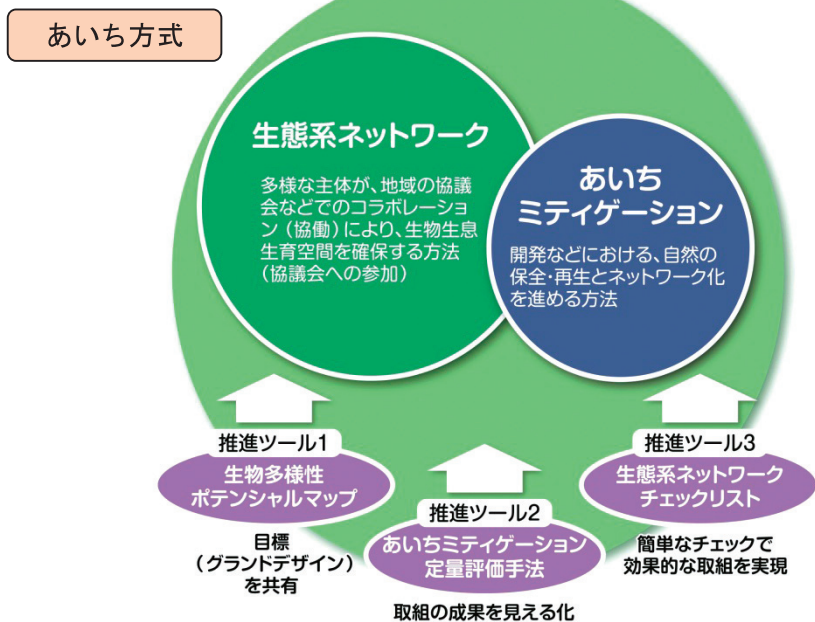 あいち方式
生態系ネットワーク
多様な主体が、地域の協議
会などでのコラボレーショ
ン（協働）により、生物生息
生育空間を確保する方法
（協議会への参加）
あいち
ミティゲーション
開発などにおける、自然の
保全・再生とネットワーク化
を進める方法
推進ツール1
生物多様性
ポテンシャルマップ
目標
（グランドデザイン）
を共有
推進ツール2
あいちミティゲーション
定量評価手法
取組の成果を見える化
推進ツール3
生態系ネットワーク
チェックリスト
簡単なチェックで
効果的な取組を実現